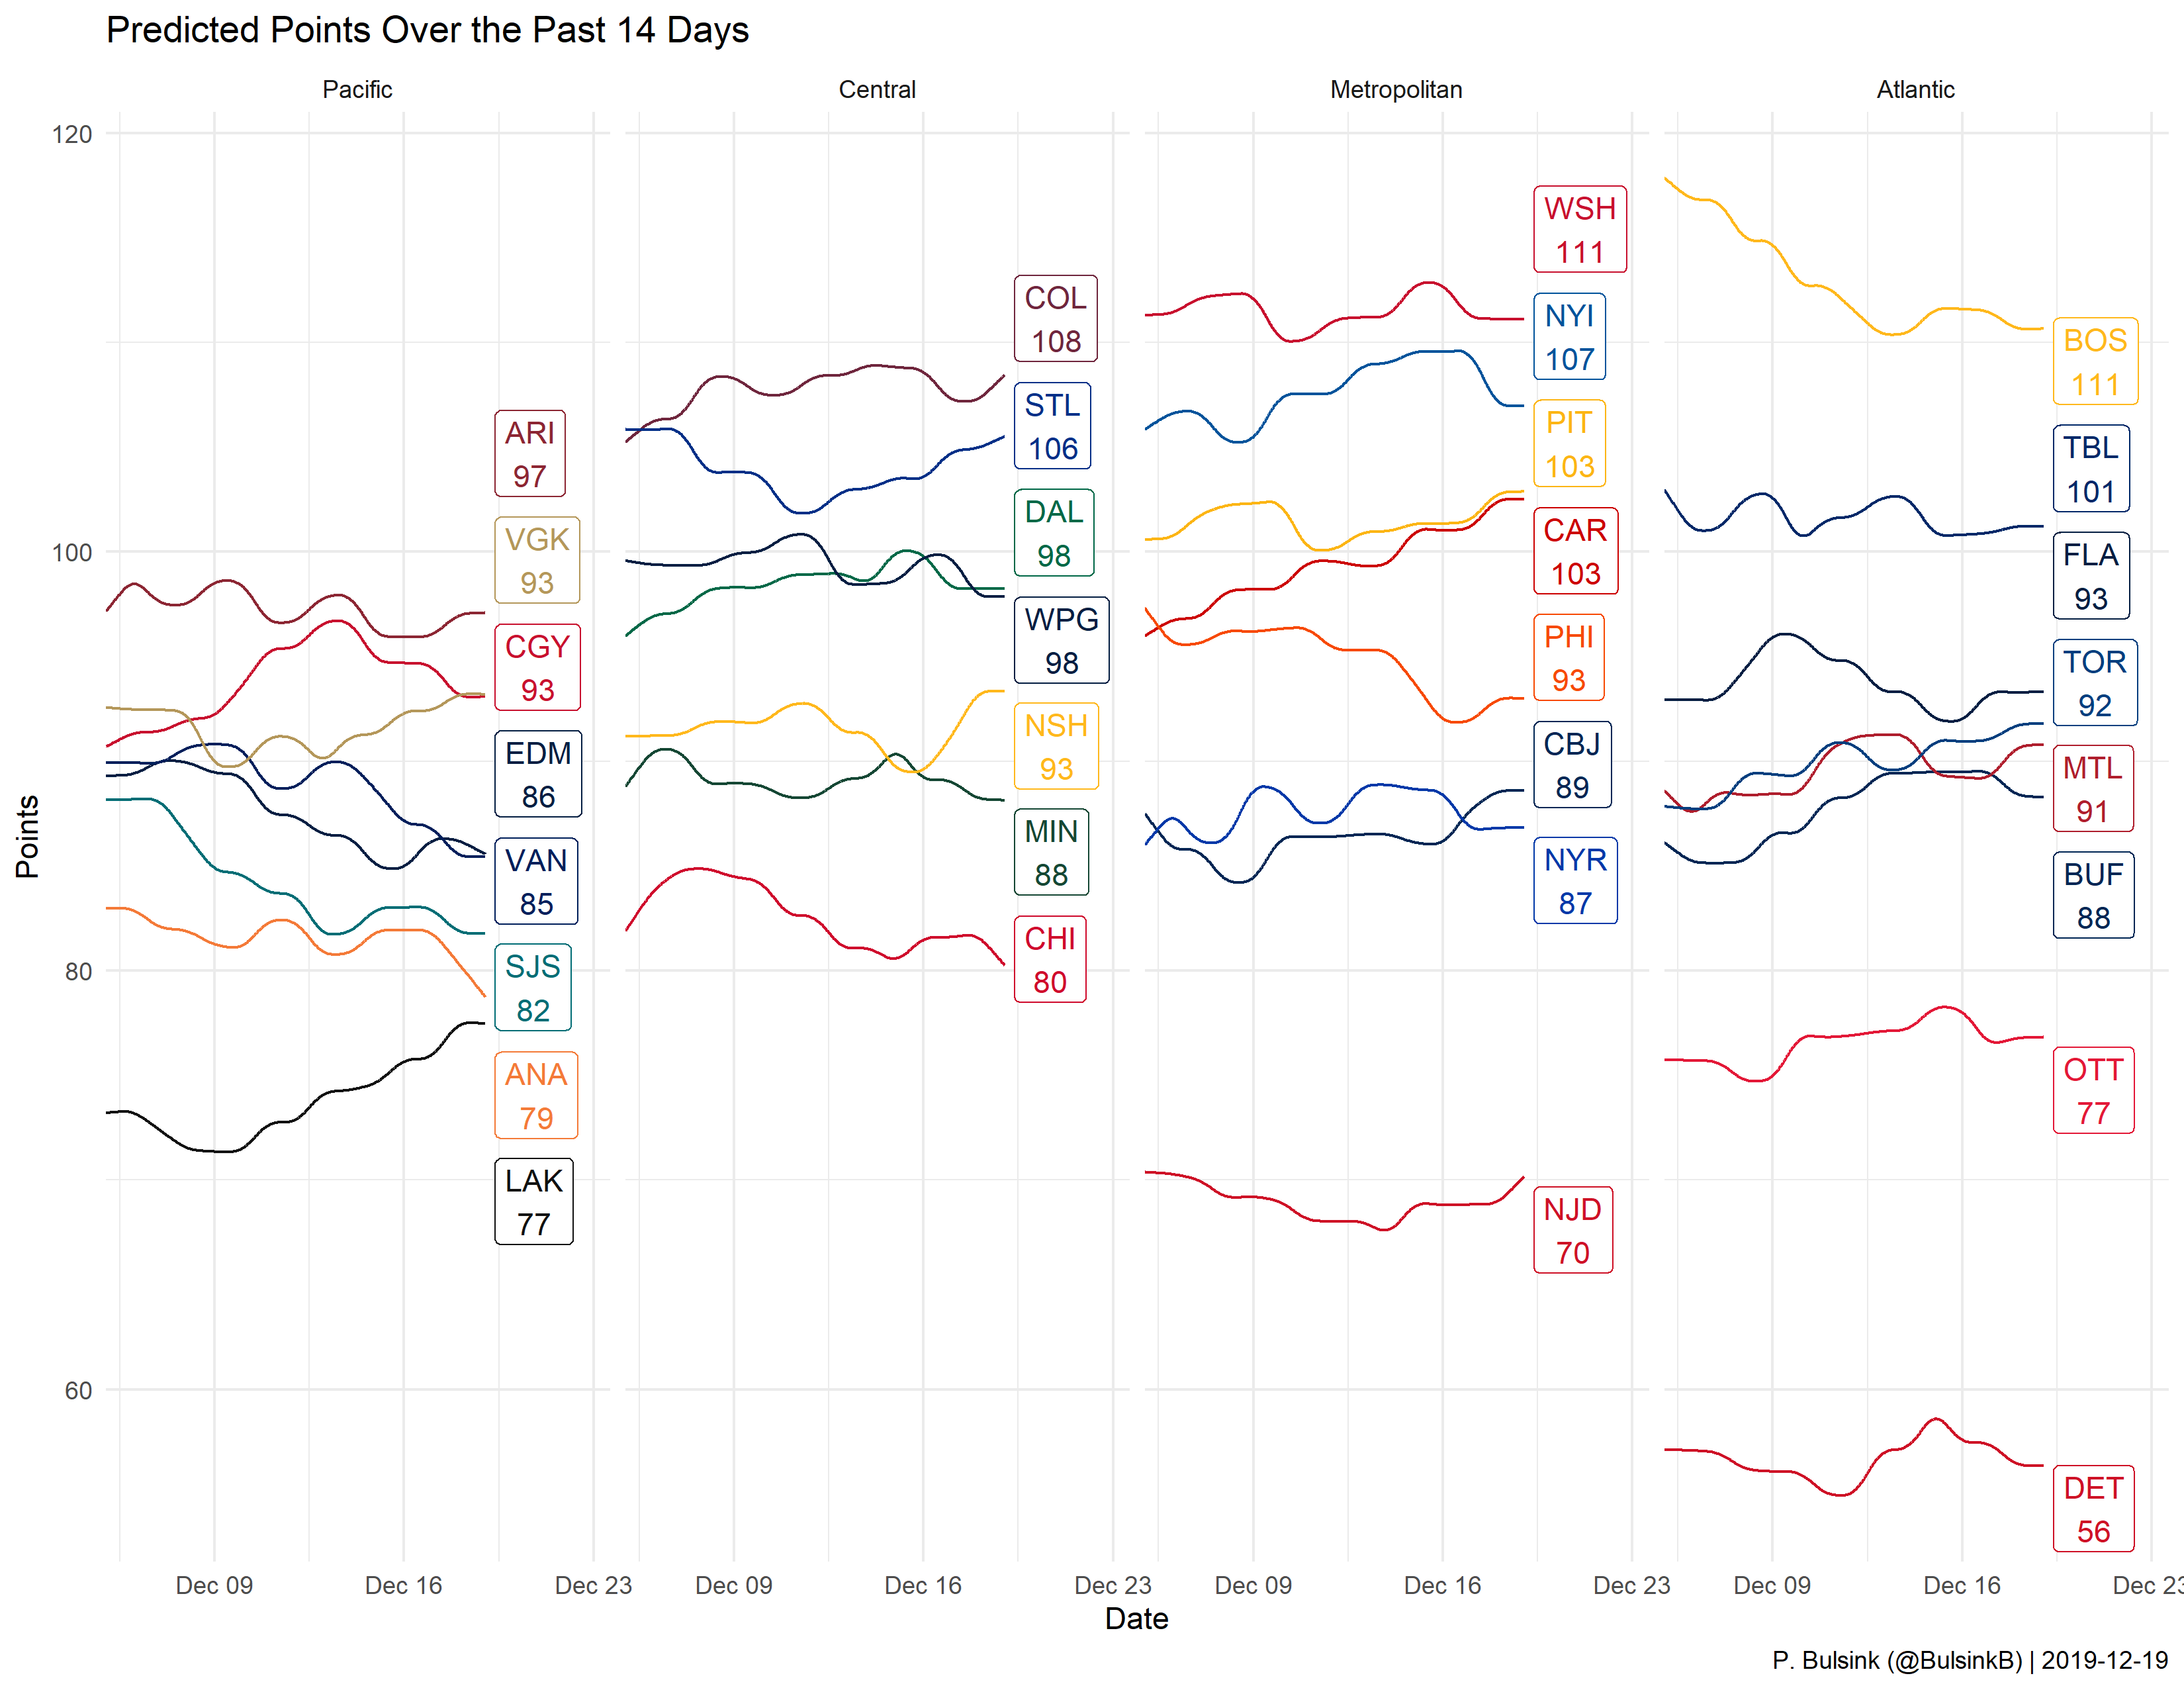 Predicted Points Over the Past 14 Days
Pacific
Central
Metropolitan
Atlantic
Points
120
100
80
60
ARI
97
VGK
93
CGY
93
EDM
86
VAN
85
SJS
82
ANA
79
LAK
77
COL
108
STL
106
DAL
98
WPG
98
NSH
93
MIN
88
CHI
80
WSH
111
NYI
107
PIT
103
CAR
103
PHI
93
CBJ
89
NYR
87
NJD
70
BOS
111
TBL
101
FLA
93
TOR
92
MTL
91
BUF
88
OTT
77
DET
56
Dec 09 Dec 16 Dec 23 Dec 09 Dec 16 Dec 23 Dec 09 Dec 16 Dec 23 Dec 09 Dec 16 Dec 23
Date
P. Bulsink (@BulsinkB) | 2019-12-19